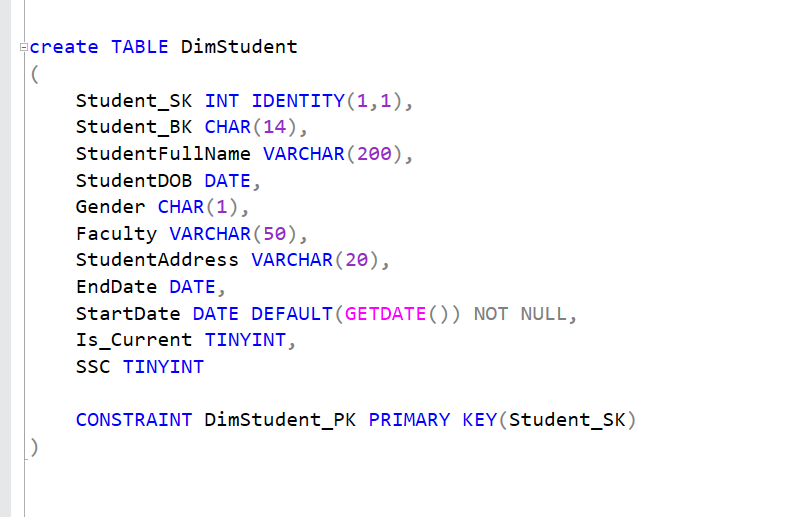 create TABLE DimStudent
(
Student_SK INT IDENTITY(1,1),
Student_BK CHAR(14),
StudentFullName VARCHAR(200),
StudentDOB DATE,
Gender CHAR(1),
Faculty VARCHAR(50),
StudentAddress VARCHAR(20),
EndDate DATE,
StartDate DATE DEFAULT(GETDATE()) NOT NULL,
Is_Current TINYINT,
SSC TINYINT
CONSTRAINT DimStudent_PK PRIMARY KEY(Student_SK)
)